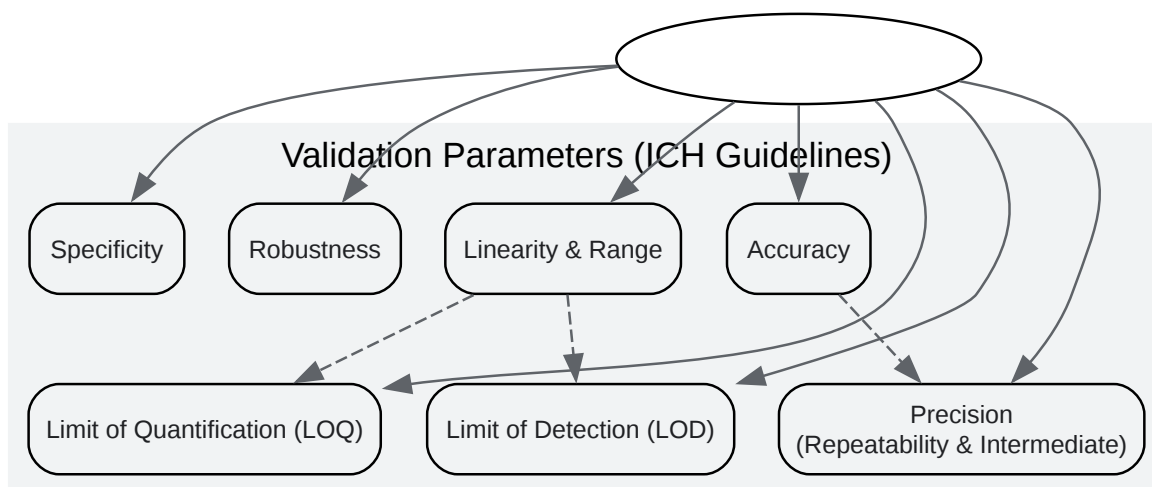 Validation Parameters (ICH Guidelines)
Specificity
Robustness
Linearity & Range
Accuracy
Limit of Quantification (LOQ)
Limit of Detection (LOD)
Precision
(Repeatability & Intermediate)